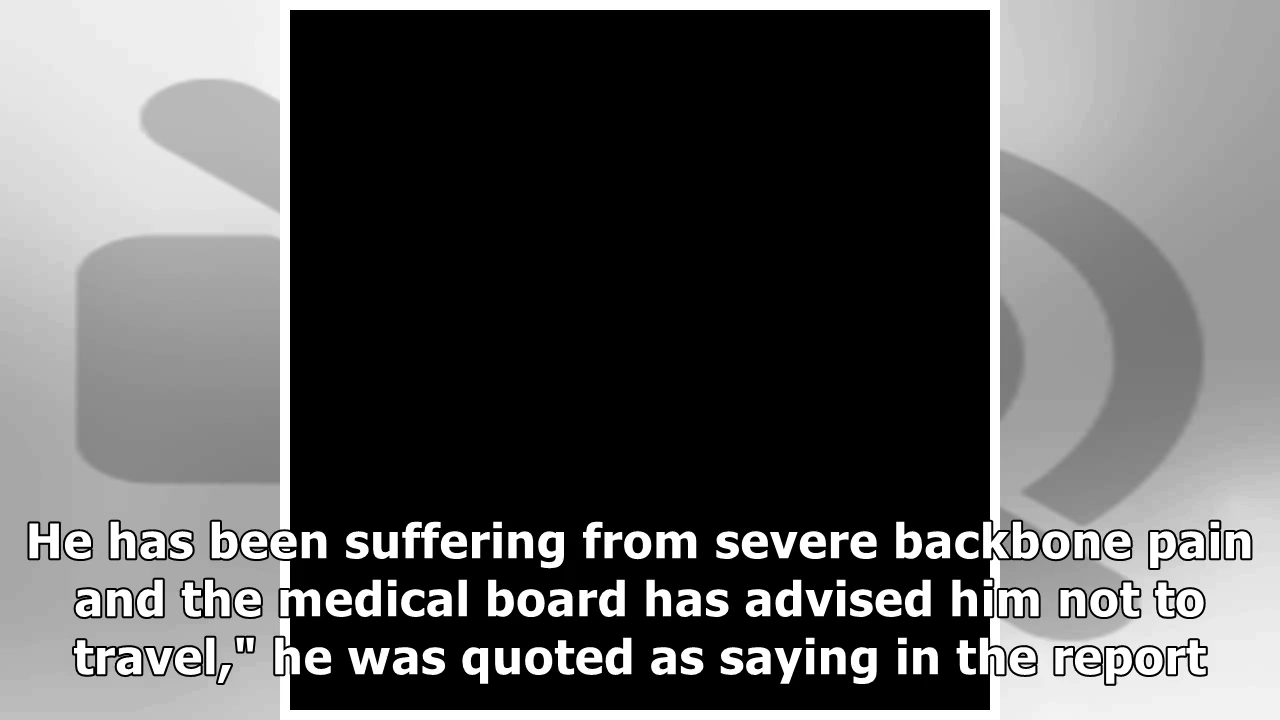 He has been suffering from severe backbone pain
and the medical board has advised him not to
travel," he was quoted as saying in the report